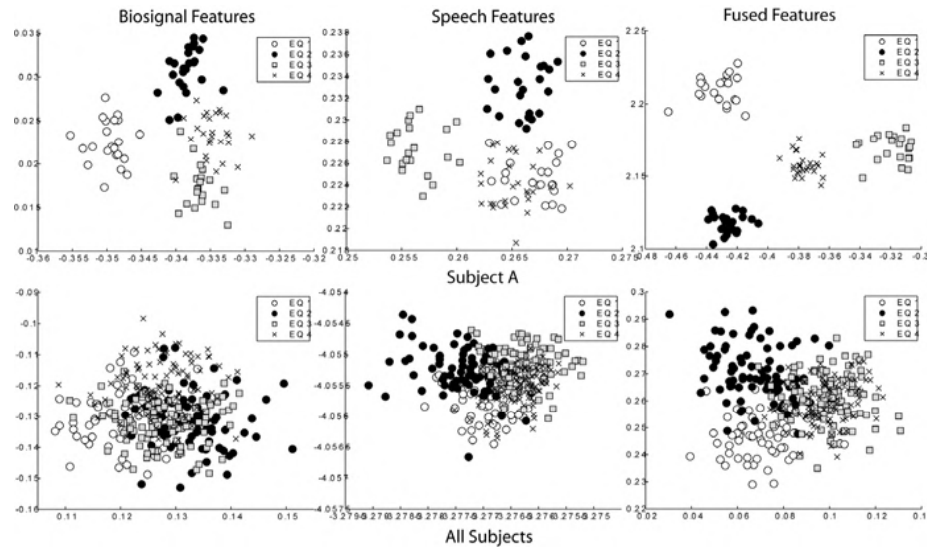 Biosignal Features
Speech Features
Fused Features
0.035
0.03
0.025
0.02
0.015
0.0
-0.36 -0.355 -0.35 -0.345 -0.34 -0.335 -0.33 -0.325 -0.32
EQ 1
EQ 2
EQ 3
EQ 4
0.238
0.236
0.234
0.232
0.23
0.228
0.226
0.224
0.222
0.22
0.218
0.25 0.255 0.26 0.265 0.27 0.275
EQ 1
EQ 2
EQ 3
EQ 4
2.25
2.2
2.15
2.1
-0.48 -0.46 -0.44 -0.42 -0.4 -0.38 -0.36 -0.34 -0.32 -0.3
EQ 1
EQ 2
EQ 3
EQ 4
Subject A
-0.09
-0.1
-0.11
-0.12
-0.13
-0.14
-0.15
-0.16
0.11 0.12 0.13 0.14 0.15
EQ 1
EQ 2
EQ 3
EQ 4
-4.054
-4.0545
-4.055
-4.0555
-4.056
-4.0565
-4.057
EQ 1
EQ 2
EQ 3
EQ 4
0.3
0.29
0.28
0.27
0.26
0.25
0.24
0.23
0.22
0.02 0.04 0.06 0.08 0.1 0.12
EQ 1
EQ 2
EQ 3
EQ 4
All Subjects